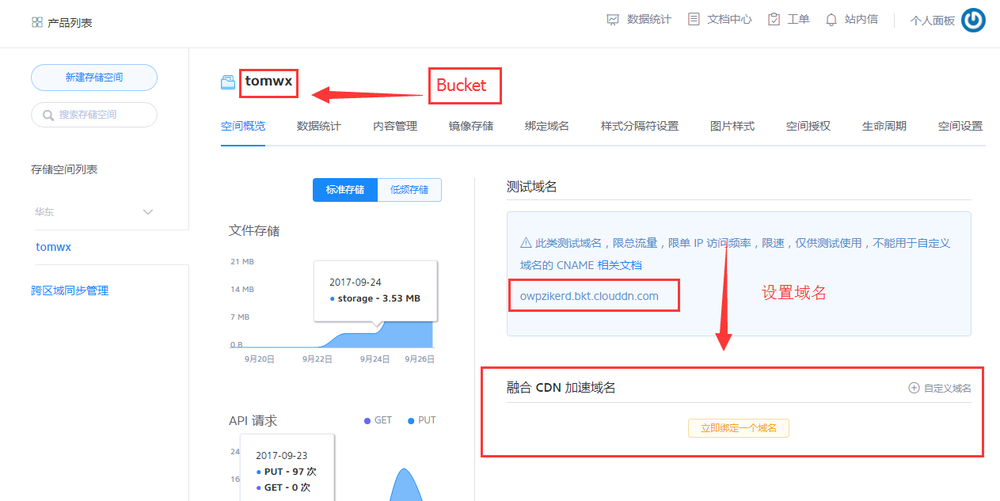 产品列表
数据统计
文档中心
工单
站内信
个人面板
新建存储空间
搜索存储空间
存储空间列表
华东
tomwx
跨区域同步管理
tomwx
Bucket
空间概览
数据统计
内容管理
镜像存储
绑定域名
样式分隔符设置
图片样式
空间授权
生命周期
空间设置
标准存储
低频存储
文件存储
21 MB
14 MB
7 MB
0 B
2017-09-24
storage - 3.53 MB
9月20日
9月22日
9月24日
9月26日
API 请求
GET
PUT
24
16
2017-09-23
PUT - 97 次
GET - 0 次
测试域名
此类测试域名，限总流量，限单 IP 访问频率，限速，仅供测试使用，不能用于自定义
域名的 CNAME 相关文档
owpzikerd.bkt.clouddn.com
设置域名
融合 CDN 加速域名
自定义域名
立即绑定一个域名